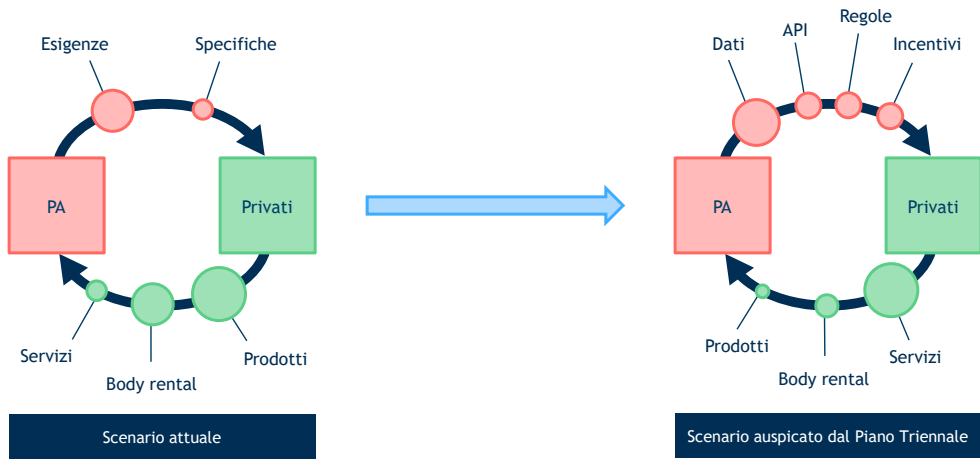 Esigenze
Specifiche
PA
Privati
Servizi
Body rental
Prodotti
Scenario attuale
Dati
API
Regole
Incentivi
PA
Privati
Prodotti
Body rental
Servizi
Scenario auspicato dal Piano Triennale